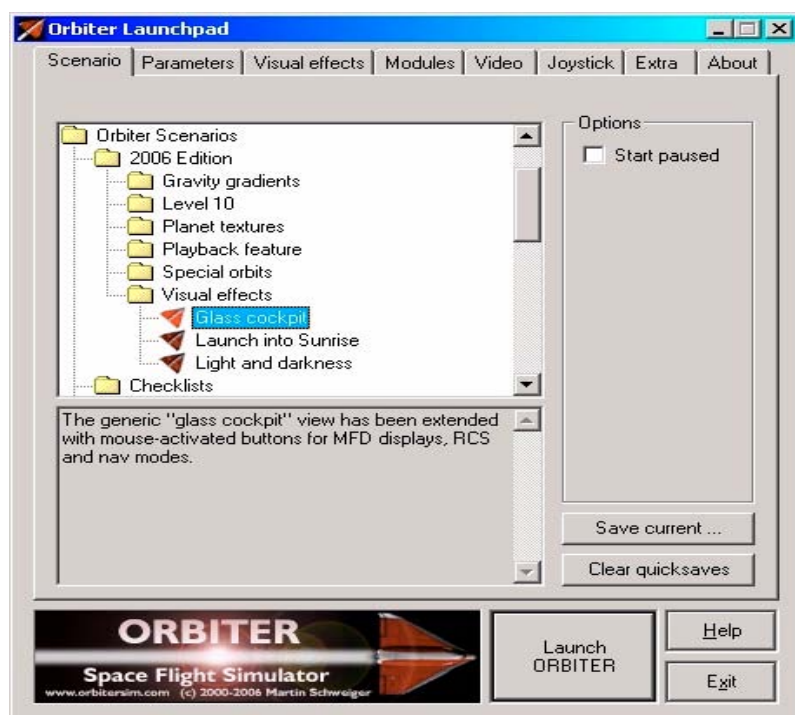 Orbiter Launchpad
Scenario Parameters Visual effects Modules Video Joystick Extra About
Orbiter Scenarios
2006 Edition
Gravity gradients
Level 10
Planet textures
Playback feature
Special orbits
Visual effects
Glass cockpit
Launch into Sunrise
Light and darkness
Checklists
The generic "glass cockpit" view has been extended
with mouse-activated buttons for MFD displays, RCS
and nav modes.
Options
Start paused
Save current ...
Clear quicksaves
ORBITER
Space Flight Simulator
www.orbitersim.com (c) 2000-2006 Martin Schweiger
Launch
ORBITER
Help
Exit